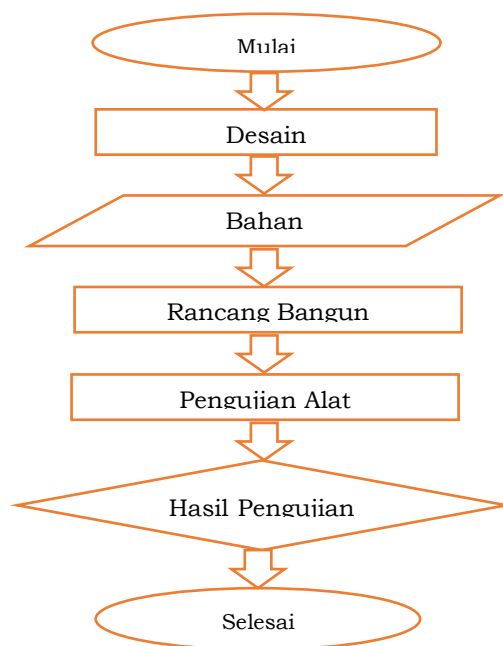 Mulai
Desain
Bahan
Rancang Bangun
Pengujian Alat
Hasil Pengujian
Selesai